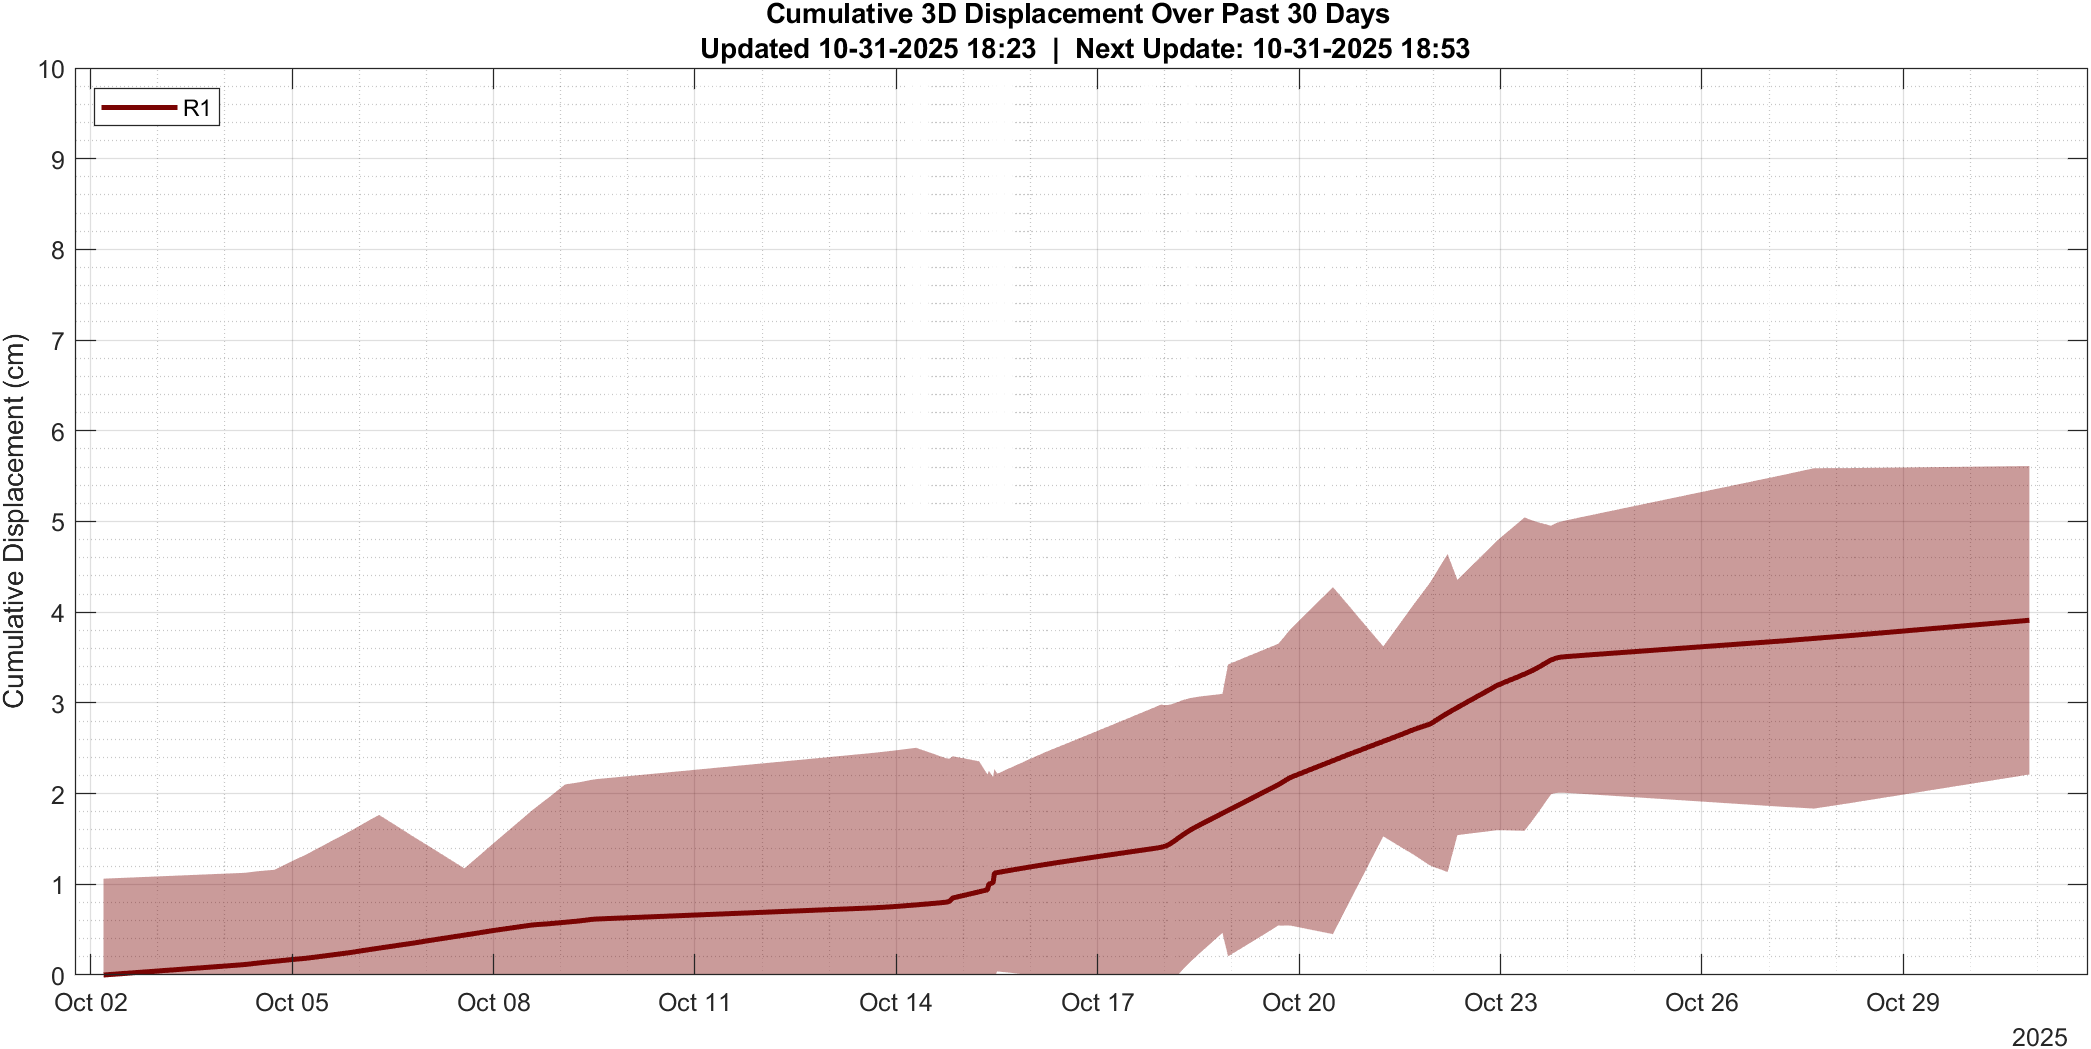 Cumulative 3D Displacement Over Past 30 Days
Updated 10-31-2025 18:23 | Next Update: 10-31-2025 18:53
R1
Cumulative Displacement (cm)
10
9
8
7
6
5
4
3
2
1
0
Oct 02 Oct 05 Oct 08 Oct 11 Oct 14 Oct 17 Oct 20 Oct 23 Oct 26 Oct 29
2025